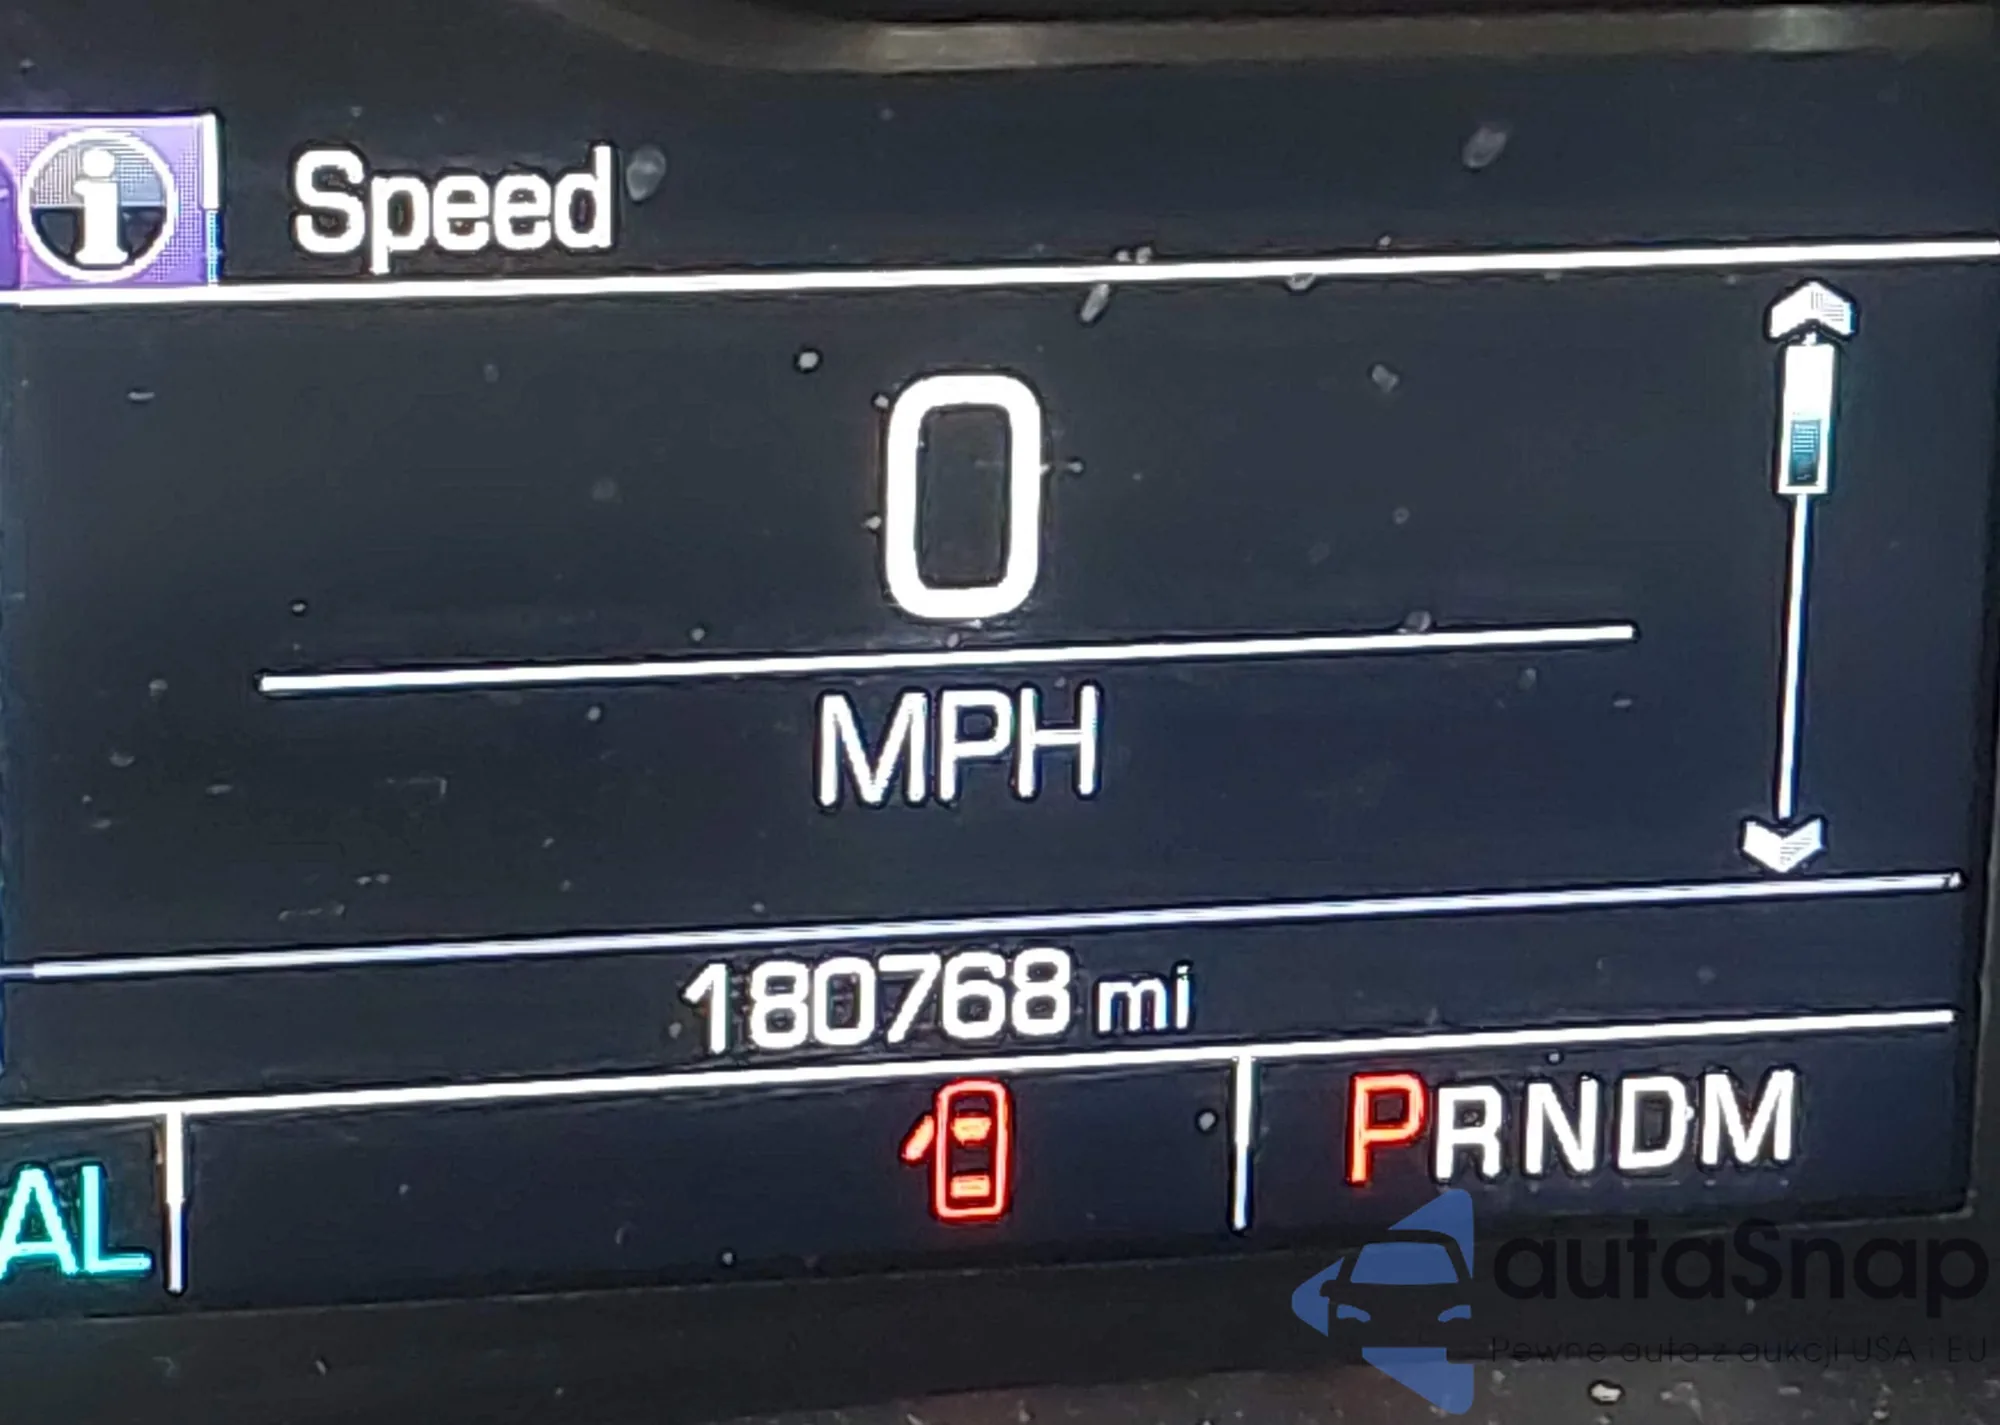 i Speed
0
MPH
180768 mi
AL
PRNDM
autaSnap
Pewne auta z aukcji USA i EU